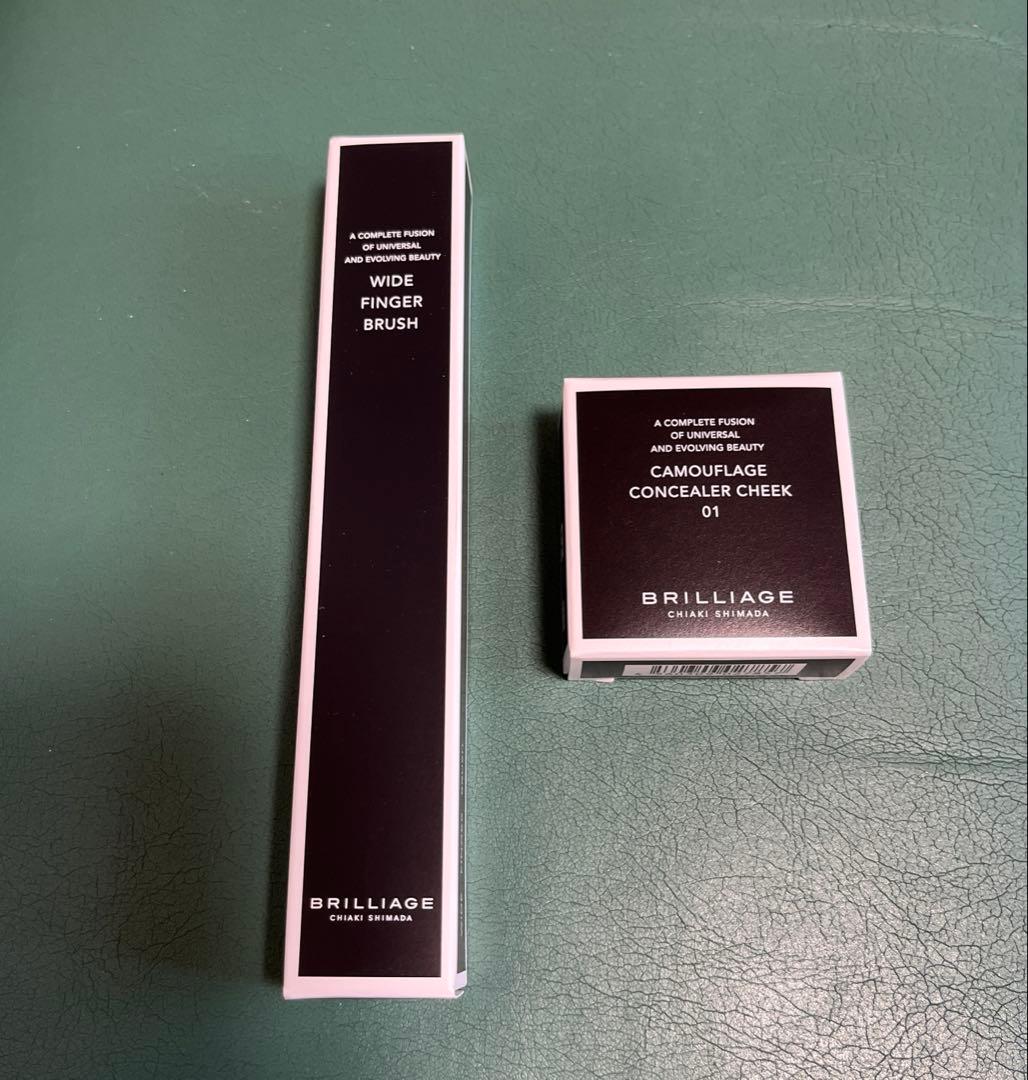 A COMPLETE FUSION
OF UNIVERSAL
AND EVOLVING BEAUTY
WIDE
FINGER
BRUSH
BRILLIAGE
CHIAKI SHIMADA
A COMPLETE FUSION
OF UNIVERSAL
AND EVOLVING BEAUTY
CAMOUFLAGE
CONCEALER CHEEK
01
BRILLIAGE
CHIAKI SHIMADA